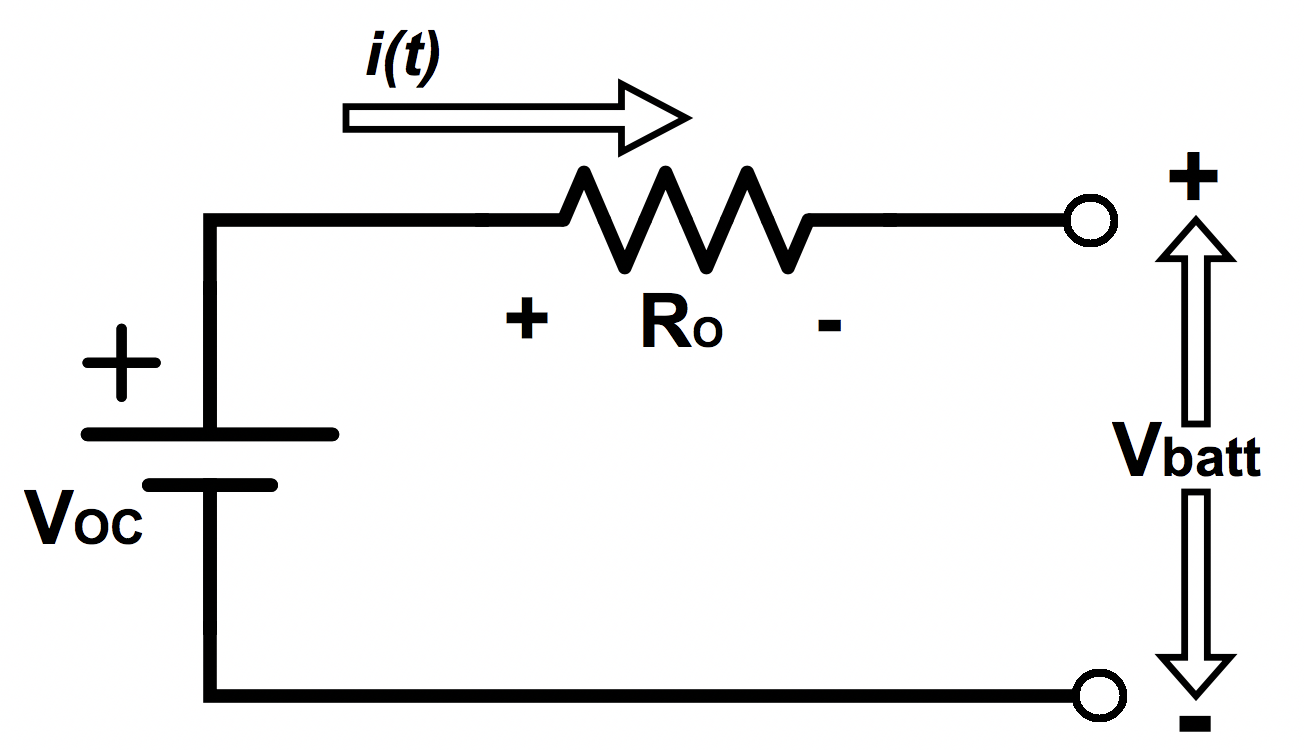 i(t)
+
+ Ro -
+
Vbatt
Voc
-